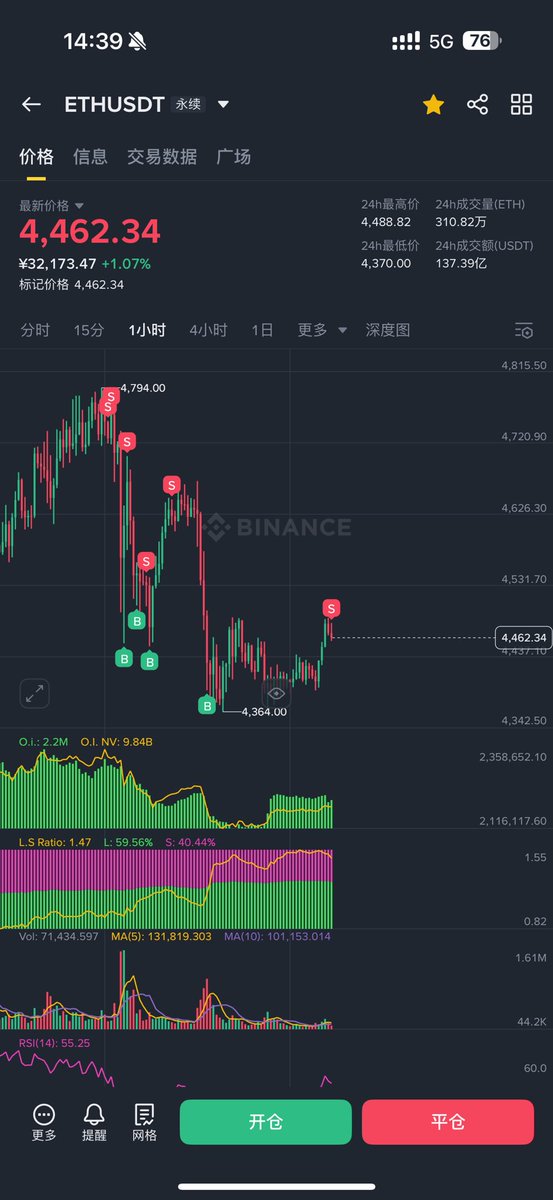 14:39
5G 76
ETHUSDT 永续
价格 信息 交易数据 广场
最新价格
4,462.34
¥32,173.47 +1.07%
标记价格 4,462.34
24h最高价 24h成交量(ETH)
4,488.82 310.82万
24h最低价 24h成交额(USDT)
4,370.00 137.39亿
分时 15分 1小时 4小时 1日 更多 深度图
4,815.50
4,794.00
S
S
S
4,720.90
S
4,626.30
BINANCE
S
4,531.70
S
B
4,462.34
4,437.10
B
B
B
4,364.00
4,342.50
O.i.: 2.2M O.I. NV: 9.84B
2,358,652.10
2,116,117.60
L.S Ratio: 1.47 L: 59.56% S: 40.44%
1.55
0.82
Vol: 71,434.597 MA(5): 131,819.303 MA(10): 101,153.014
1.61M
44.2K
RSI(14): 55.25
60.0
更多 提醒 网格 开仓 平仓